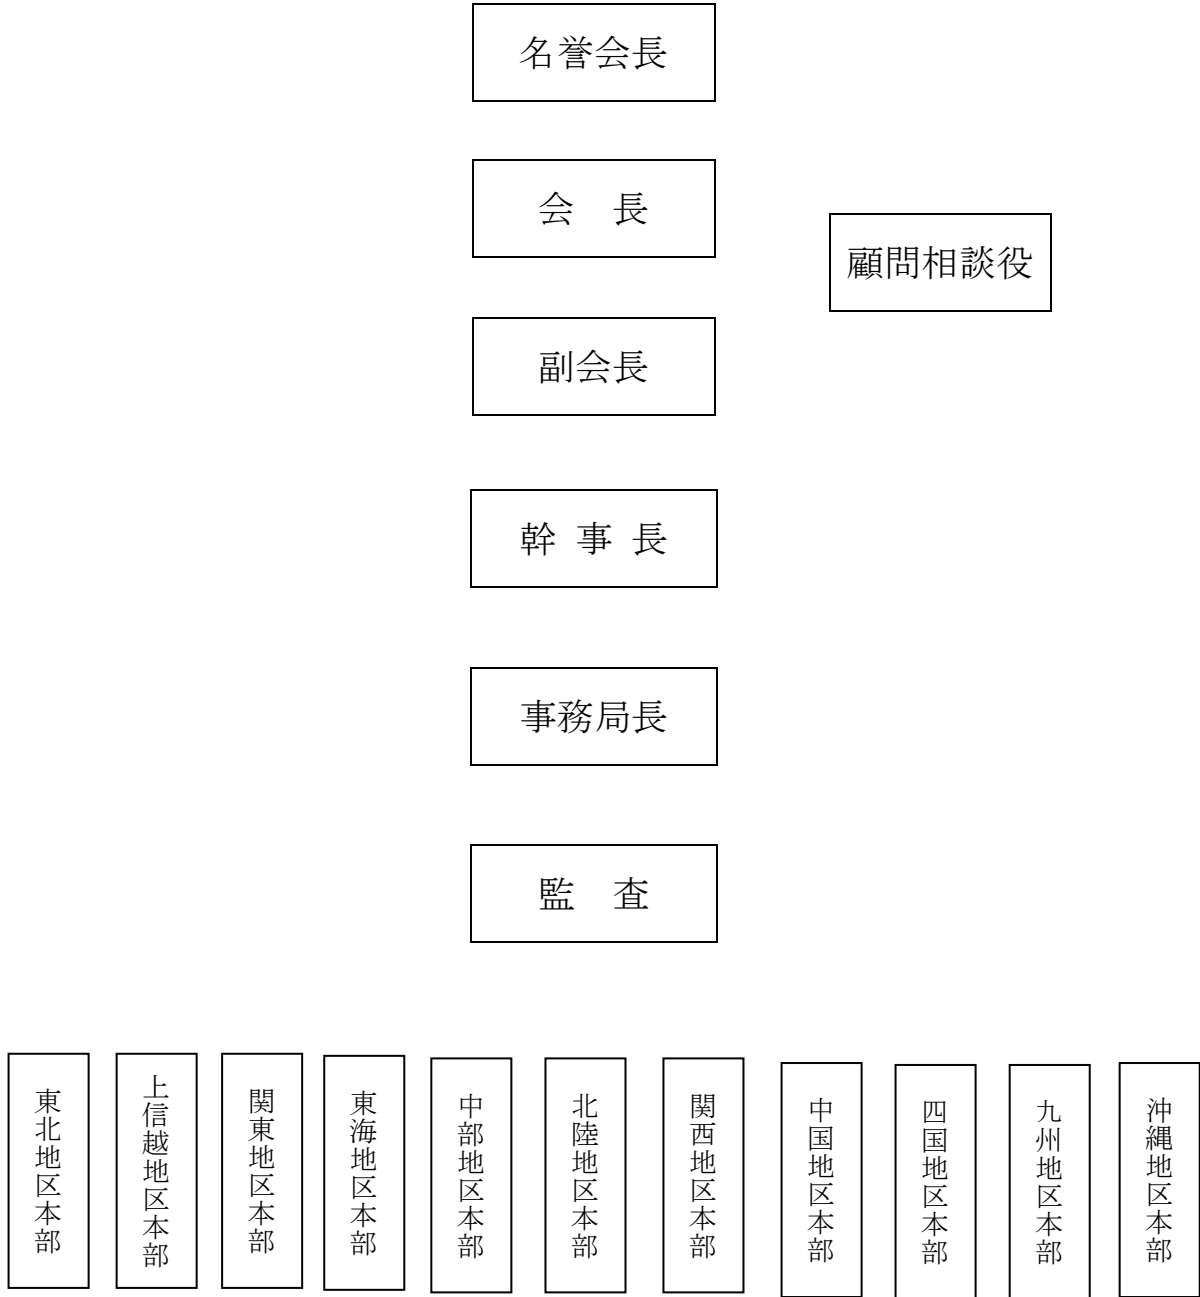 名誉会長
会　長
顧問相談役
副会長
幹 事 長
事務局長
監　査
東北地区本部
上信越地区本部
関東地区本部
東海地区本部
中部地区本部
北陸地区本部
関西地区本部
中国地区本部
四国地区本部
九州地区本部
沖縄地区本部